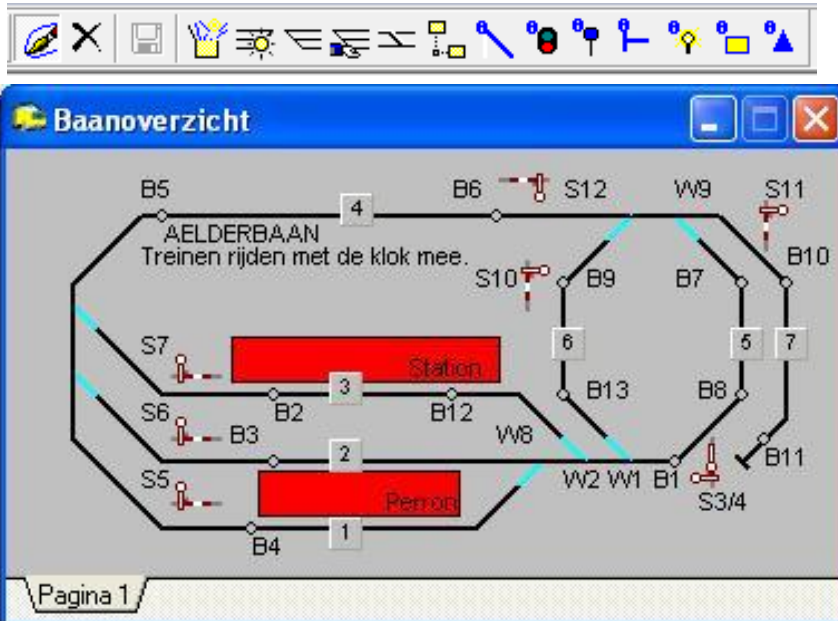 Baanoverzicht
B5 4 B6 S12 W9 S11
AELDERBAAN
Treinen rijden met de klok mee.
B10
S10 B9 B7
S7 6 5 7
Station
3
B13 B8
S6 B2 B12
B3 W8
2
B11
S5 W2 W1 B1
Perron S3/4
1
B4
Pagina 1